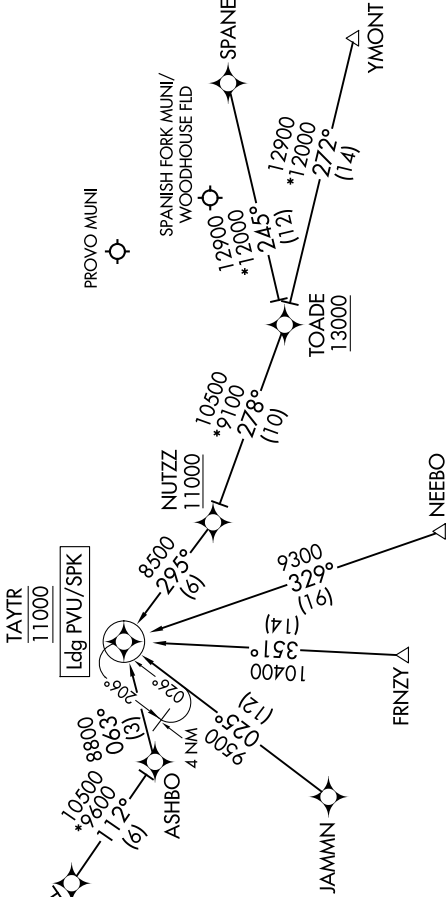 SPANE
YMONT
SPANISH FORK MUNI/
WOODHOUSE FLD
PROVO MUNI
12900
*12000
245°
(12)
12900
*12000
272°
(14)
TOADE
13000
10500
*9100
278°
(10)
NUTZZ
11000
8500
295°
(6)
TAYTR
11000
Ldg PVU/SPK
206°
026°
4 NM
8800
063°
(3)
ASHBO
10500
*9600
112°
(6)
9300
329°
(19)
NEEBO
10400
351°
(14)
FRNZY
9500
025°
(12)
JAMMN